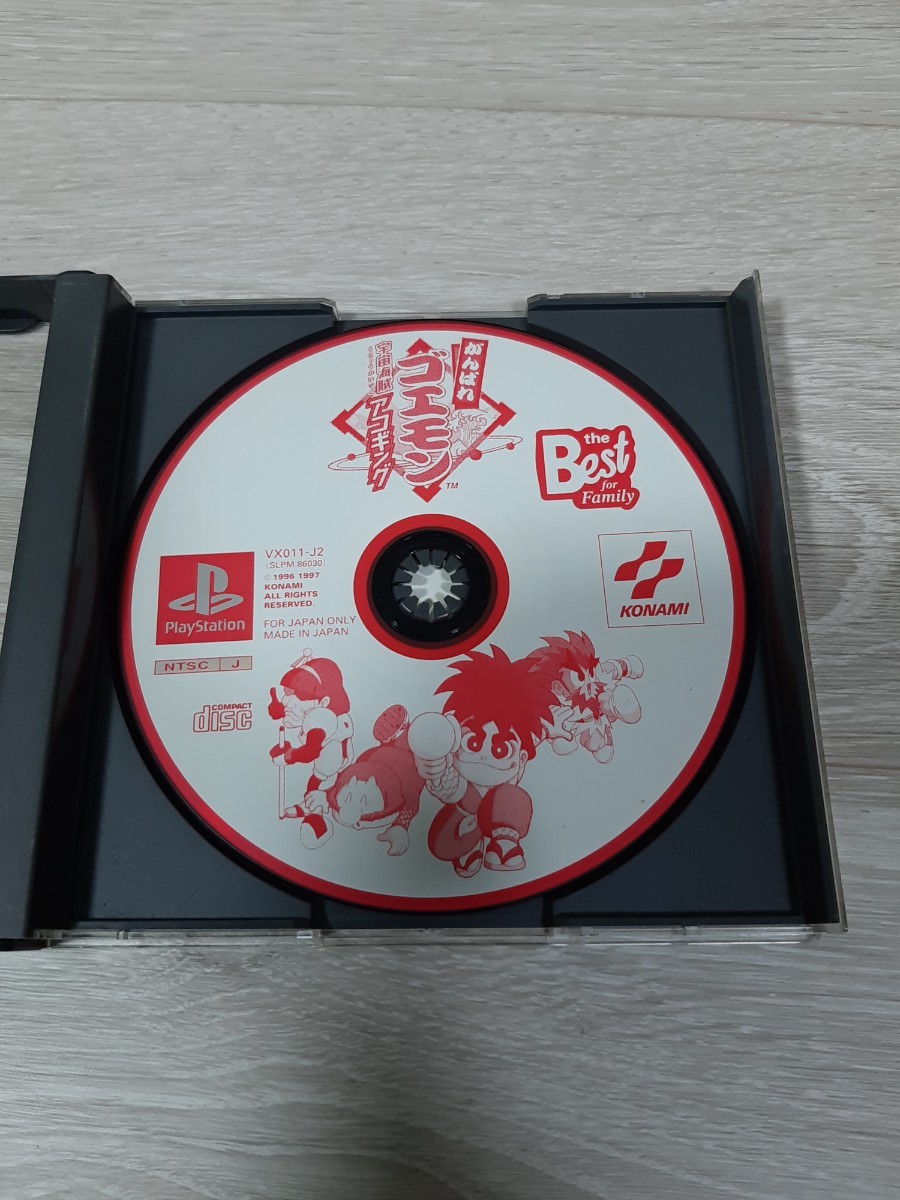 がんばれ
ゴエモン
TM
宇宙海賊
うちゅうかいぞく
アコギング
the
Best
for
Family
PlayStation
VX011-J2
(SLPM 86030)
© 1996 1997
KONAMI
ALL RIGHTS
RESERVED.
FOR JAPAN ONLY
MADE IN JAPAN
KONAMI
NTSC J
COMPACT
disc